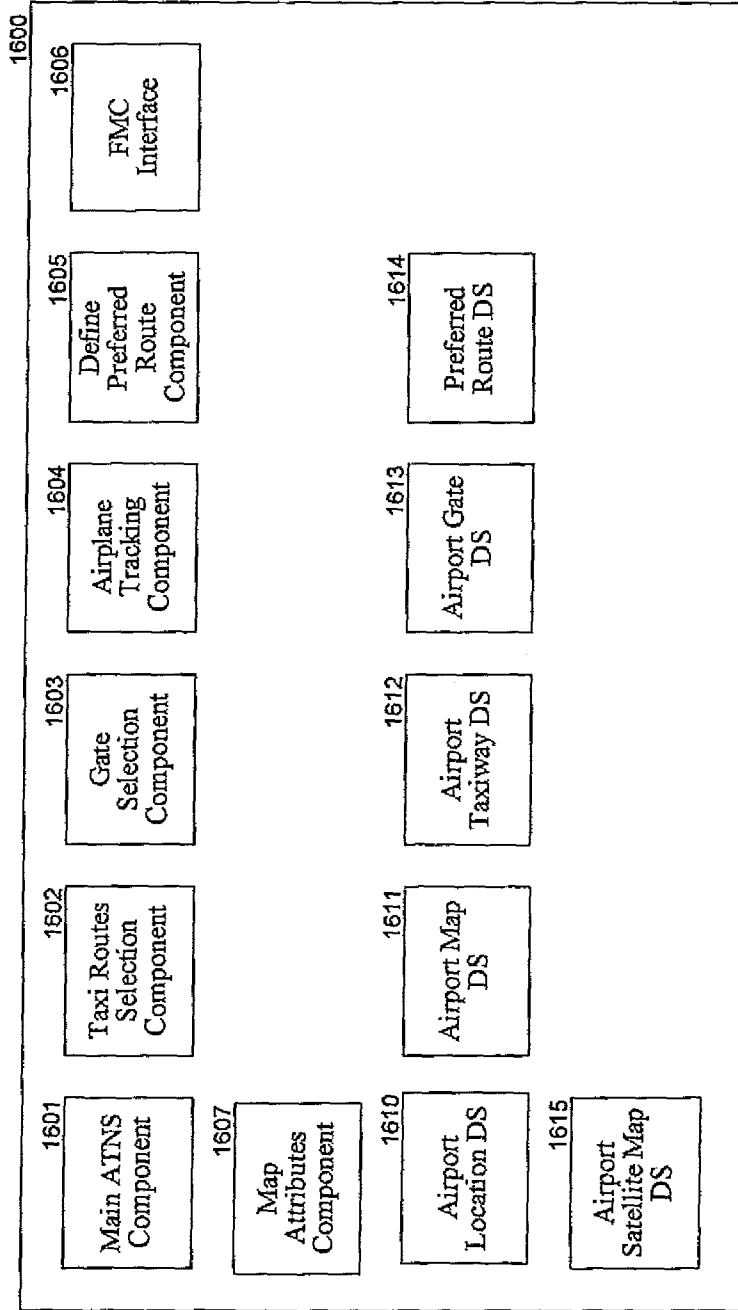 1600
1601
Main ATNS
Component
1602
Taxi Routes
Selection
Component
1603
Gate
Selection
Component
1604
Airplane
Tracking
Component
1605
Define
Preferred
Route
Component
1606
FMC
Interface
1607
Map
Attributes
Component
1610
Airport
Location DS
1611
Airport Map
DS
1612
Airport
Taxiway DS
1613
Airport Gate
DS
1614
Preferred
Route DS
1615
Airport
Satellite Map
DS